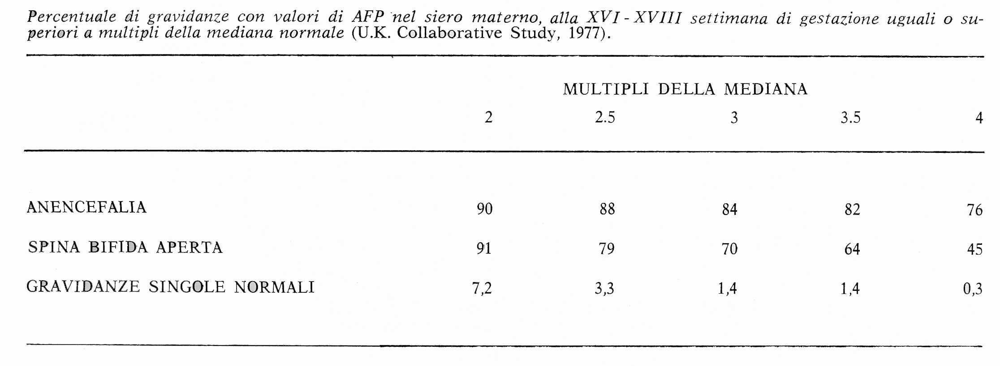 Percentuale di gravidanze con valori di AFP nel siero materno, alla XVI - XVIII settimana di gestazione uguali o su-
periori a multipli della mediana normale (U.K. Collaborative Study, 1977).
MULTIPLI DELLA MEDIANA
2 2.5 3 3.5 4
ANENCEFALIA 90 88 84 82 76
SPINA BIFIDA APERTA 91 79 70 64 45
GRAVIDANZE SINGOLE NORMALI 7,2 3,3 1,4 1,4 0,3